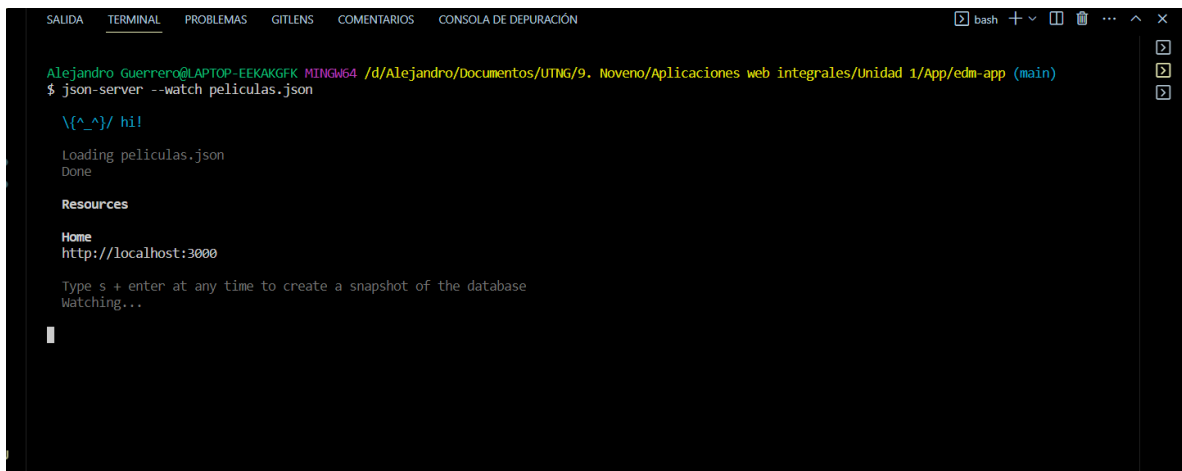 SALIDA TERMINAL PROBLEMAS GITLENS COMENTARIOS CONSOLA DE DEPURACIÓN bash
Alejandro Guerrero@LAPTOP-EEKAKGFK MINGW64 /d/Alejandro/Documentos/UTNG/9. Noveno/Aplicaciones web integrales/Unidad 1/App/edm-app (main)
$ json-server --watch peliculas.json
\{^_^}/ hi!
Loading peliculas.json
Done
Resources
Home
http://localhost:3000
Type s + enter at any time to create a snapshot of the database
Watching...